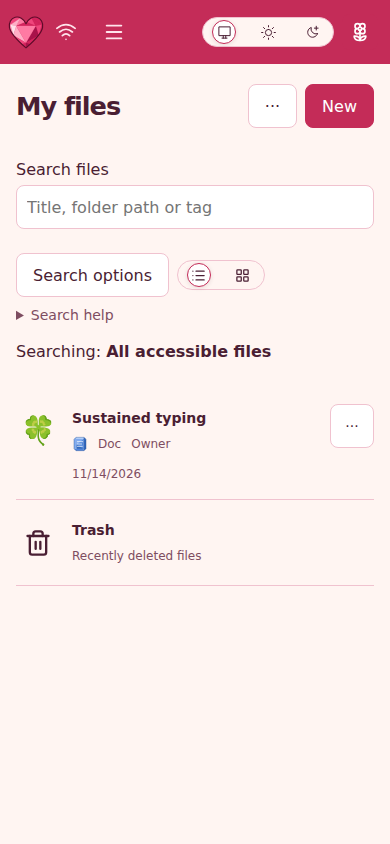 My files
...
New
Search files
Title, folder path or tag
Search options
Search help
Searching: All accessible files
Sustained typing
...
Doc Owner
11/14/2026
Trash
Recently deleted files